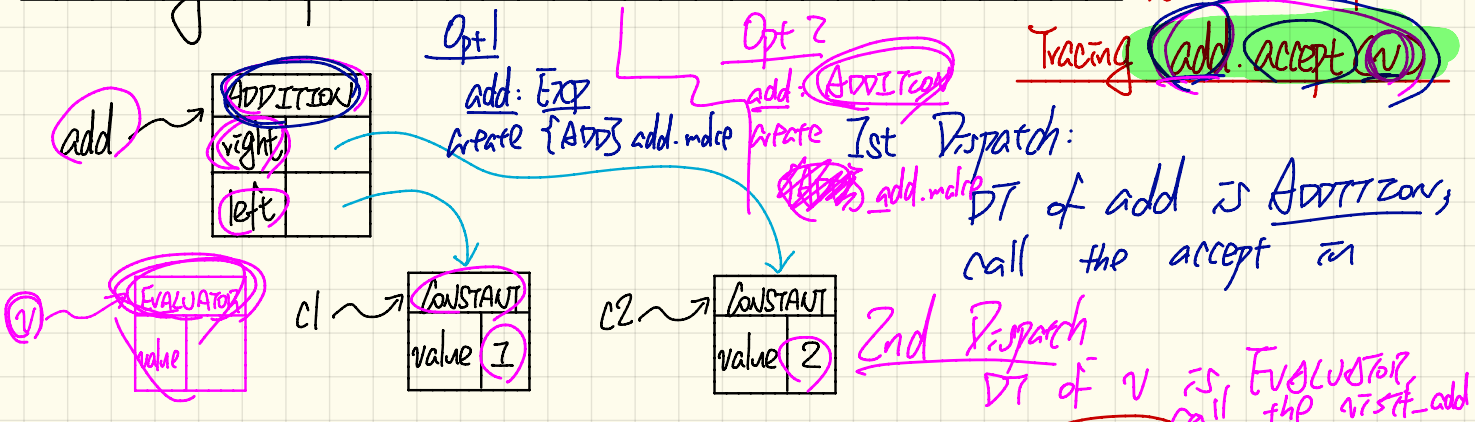 Opt 1
Opt 2
Tracing add.accept(v)
add
ADDITION
right
left
add: EXP
create {ADD} add.make
add: ADDITION
create
add.make
1st Dispatch:
DT of add is ADDITION,
call the accept in
v
EVALUATOR
value
c1
CONSTANT
value 1
c2
CONSTANT
value 2
2nd Dispatch
DT of v is EVALUATOR,
call the visit_add